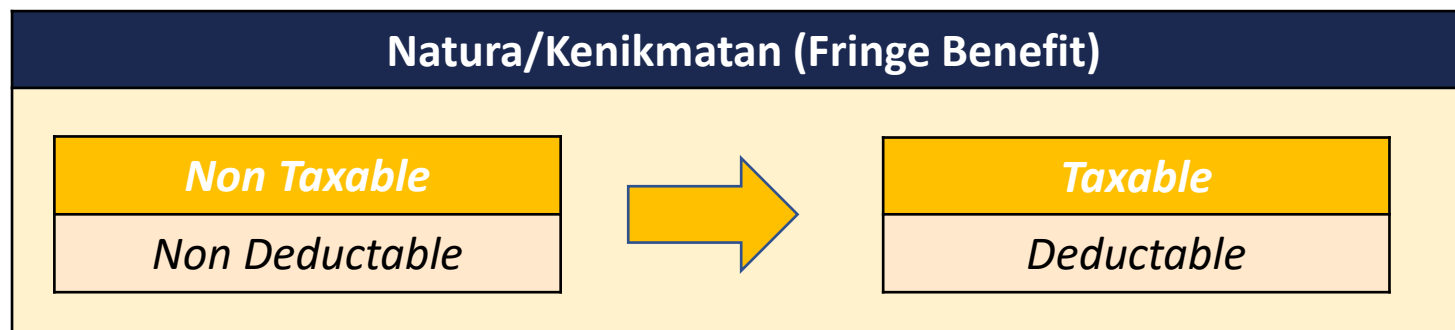 Natura/Kenikmatan (Fringe Benefit)
Non Taxable
Non Deductable
Taxable
Deductable